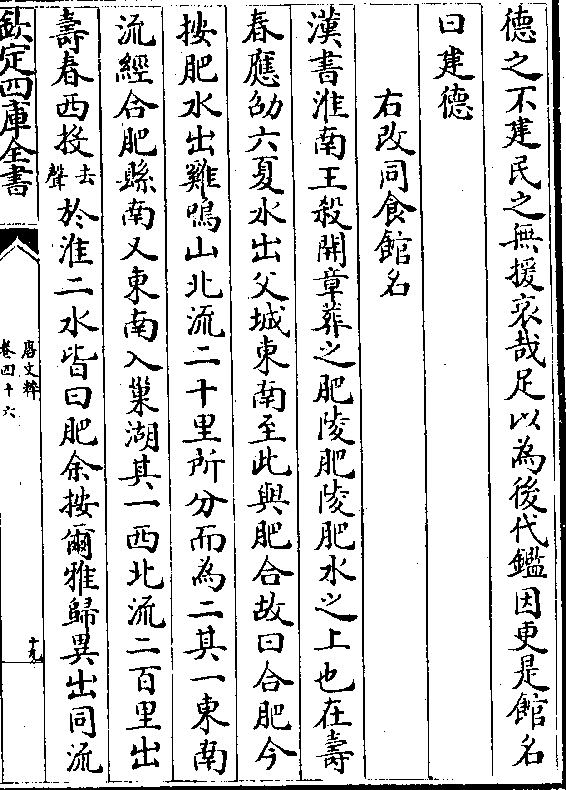 德之不建民之無援哀哉足以為後代鑑因更是館名
曰建德
右改同食館名
漢書淮南王殺開章葬之肥陵肥陵肥水之上也在壽
春應劭六夏水出父城東南至此與肥合故曰合肥今
按肥水出雞鳴山北流二十里所分而為二其一東南
流經合肥縣南又東南入巢湖其一西北流二百里出
壽春西投去聲於淮二水皆曰肥余按爾雅歸異出同流
欽定四庫全書
唐文粹
卷四十六
十九